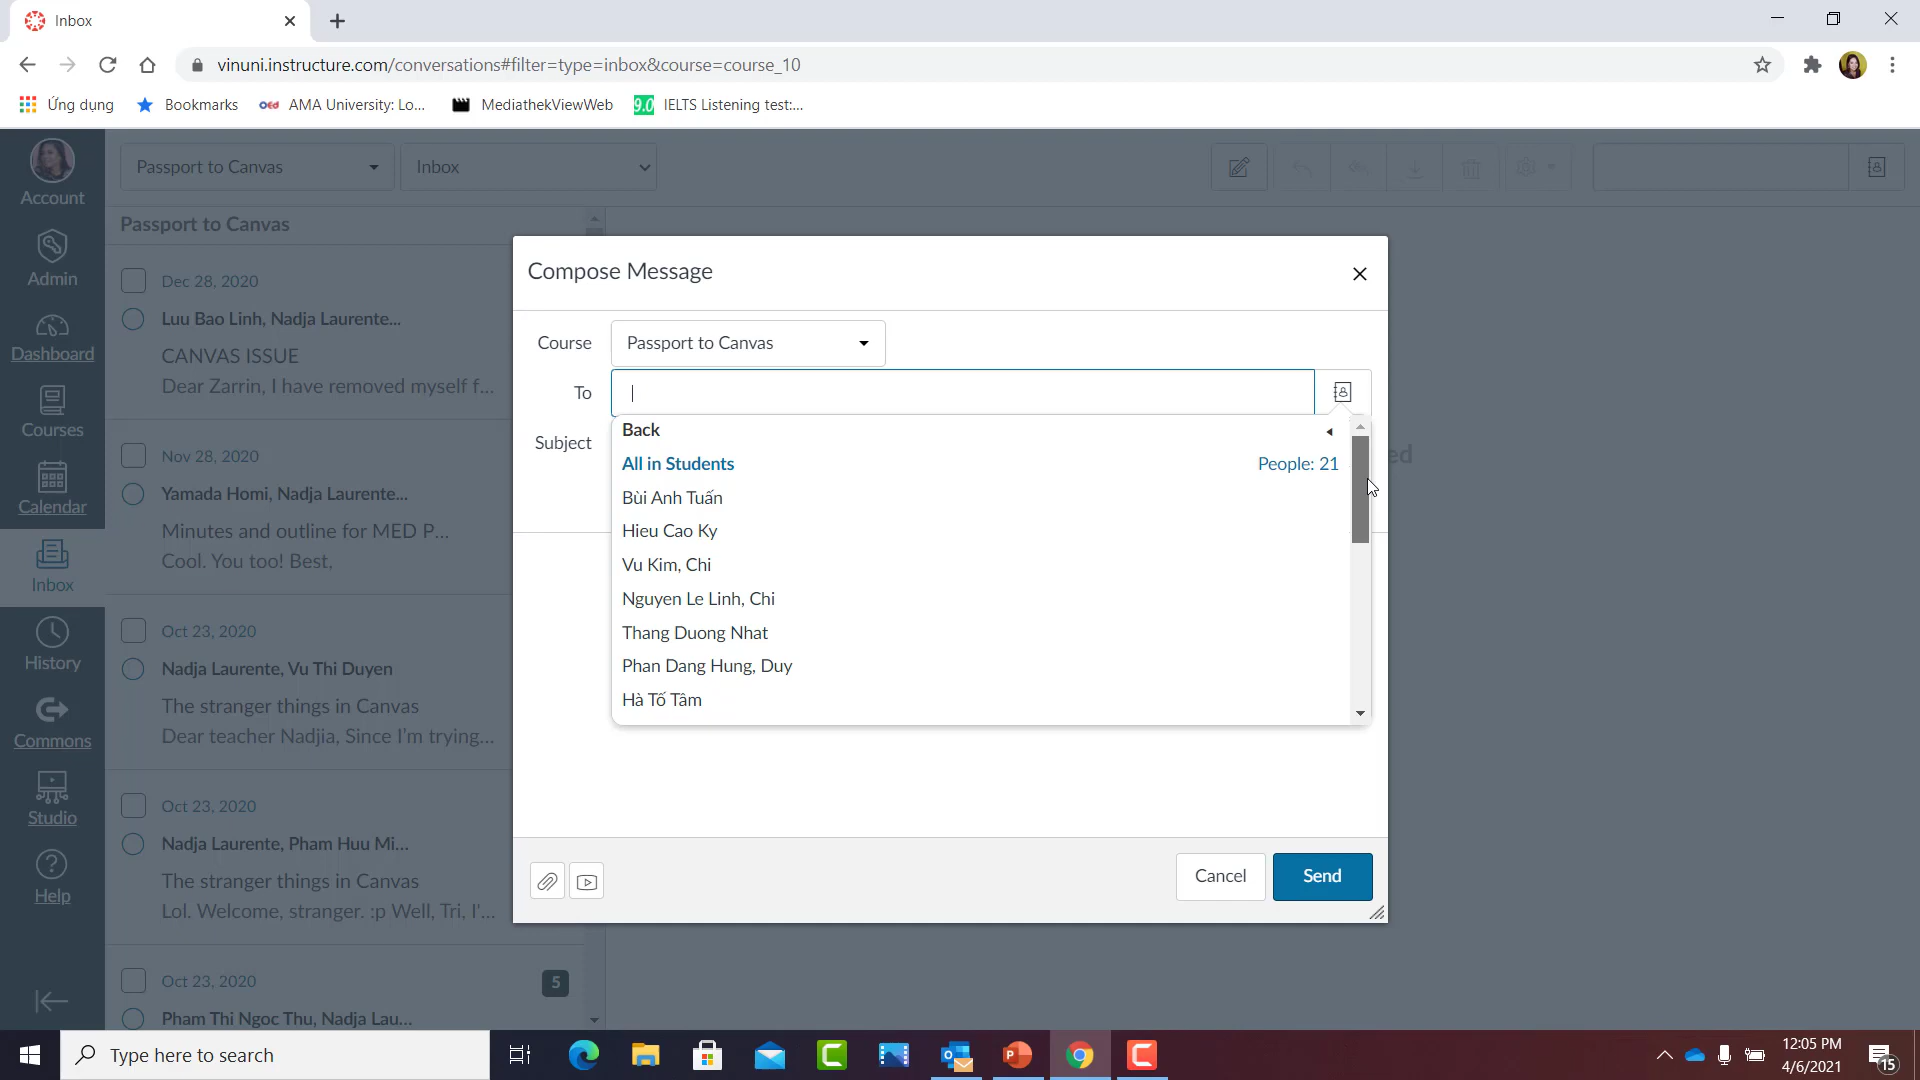 Inbox
vinuni.instructure.com/conversations#filter=type=inbox&course=course_10
Ứng dụng
Bookmarks
AMA University: Lo...
MediathekViewWeb
9.0
IELTS Listening test:...
Account
Admin
Dashboard
Courses
Calendar
Inbox
History
Commons
Studio
Help
Passport to Canvas
Inbox
Passport to Canvas
Dec 28, 2020
Luu Bao Linh, Nadja Laurente...
CANVAS ISSUE
Dear Zarrin, I have removed myself f...
Nov 28, 2020
Yamada Homi, Nadja Laurente...
Minutes and outline for MED P...
Cool. You too! Best,
Oct 23, 2020
Nadja Laurente, Vu Thi Duyen
The stranger things in Canvas
Dear teacher Nadjia, Since I'm trying...
Oct 23, 2020
Nadja Laurente, Pham Huu Mi...
The stranger things in Canvas
Lol. Welcome, stranger. :p Well, Tri, I'...
Oct 23, 2020
5
Pham Thi Ngoc Thu, Nadja Lau...
Compose Message
Course
Passport to Canvas
To
Subject
Back
All in Students
People: 21
Bùi Anh Tuấn
Hieu Cao Ky
Vu Kim, Chi
Nguyen Le Linh, Chi
Thang Duong Nhat
Phan Dang Hung, Duy
Hà Tố Tâm
Cancel
Send
Type here to search
12:05 PM
4/6/2021
15